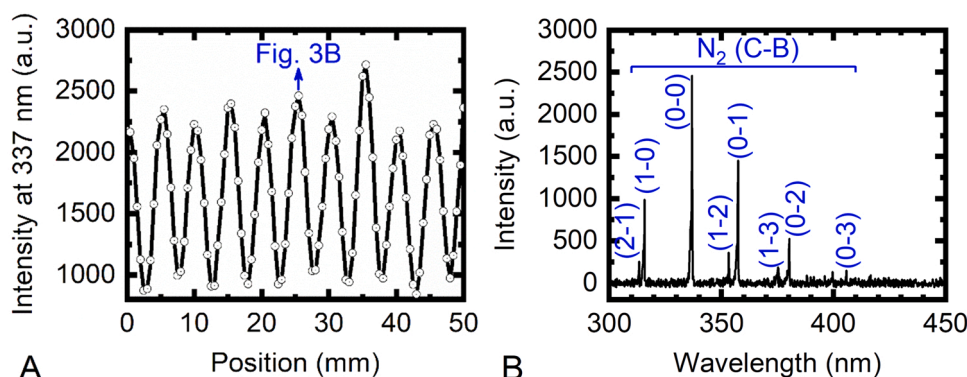 3000
2500
2000
1500
1000
Intensity at 337 nm (a.u.)
Fig. 3B
0 10 20 30 40 50
Position (mm)
A
3000
2500
2000
1500
1000
500
0
Intensity (a.u.)
N₂ (C-B)
(2-1)
(1-0)
(0-0)
(1-2)
(0-1)
(1-3)
(0-2)
(0-3)
300 350 400 450
Wavelength (nm)
B